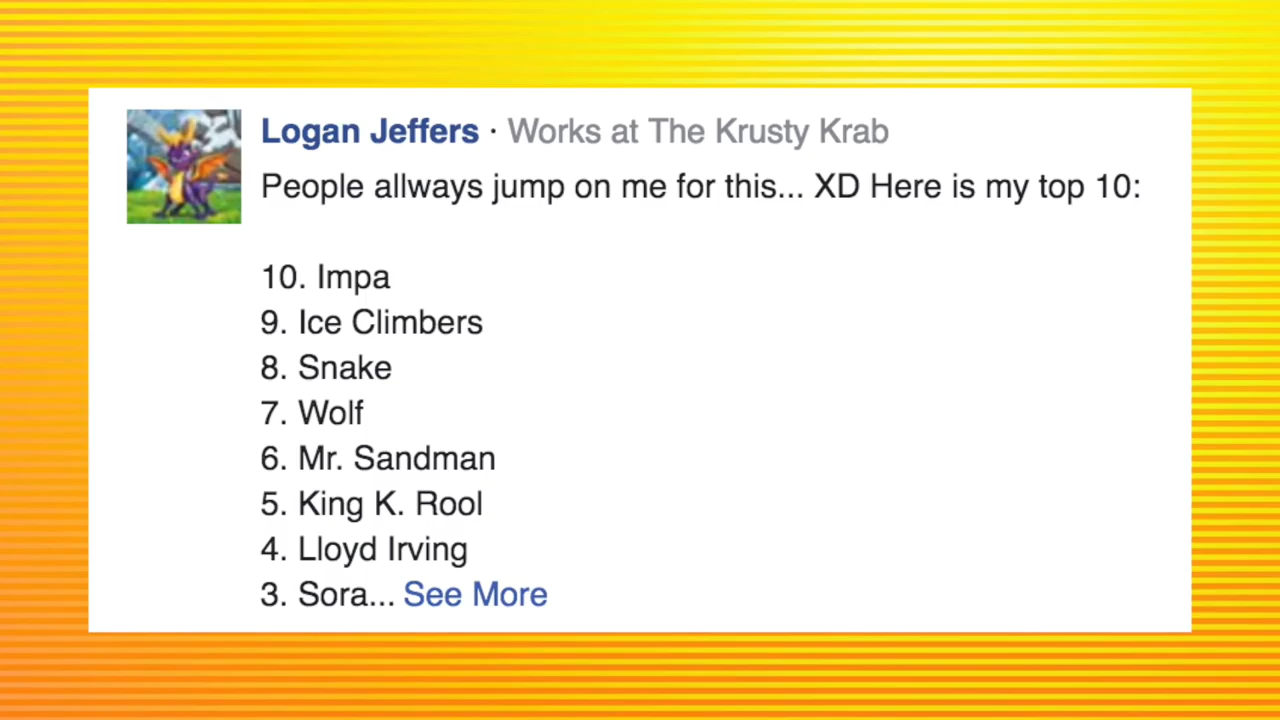 Logan Jeffers · Works at The Krusty Krab
People allways jump on me for this... XD Here is my top 10:
10. Impa
9. Ice Climbers
8. Snake
7. Wolf
6. Mr. Sandman
5. King K. Rool
4. Lloyd Irving
3. Sora... See More